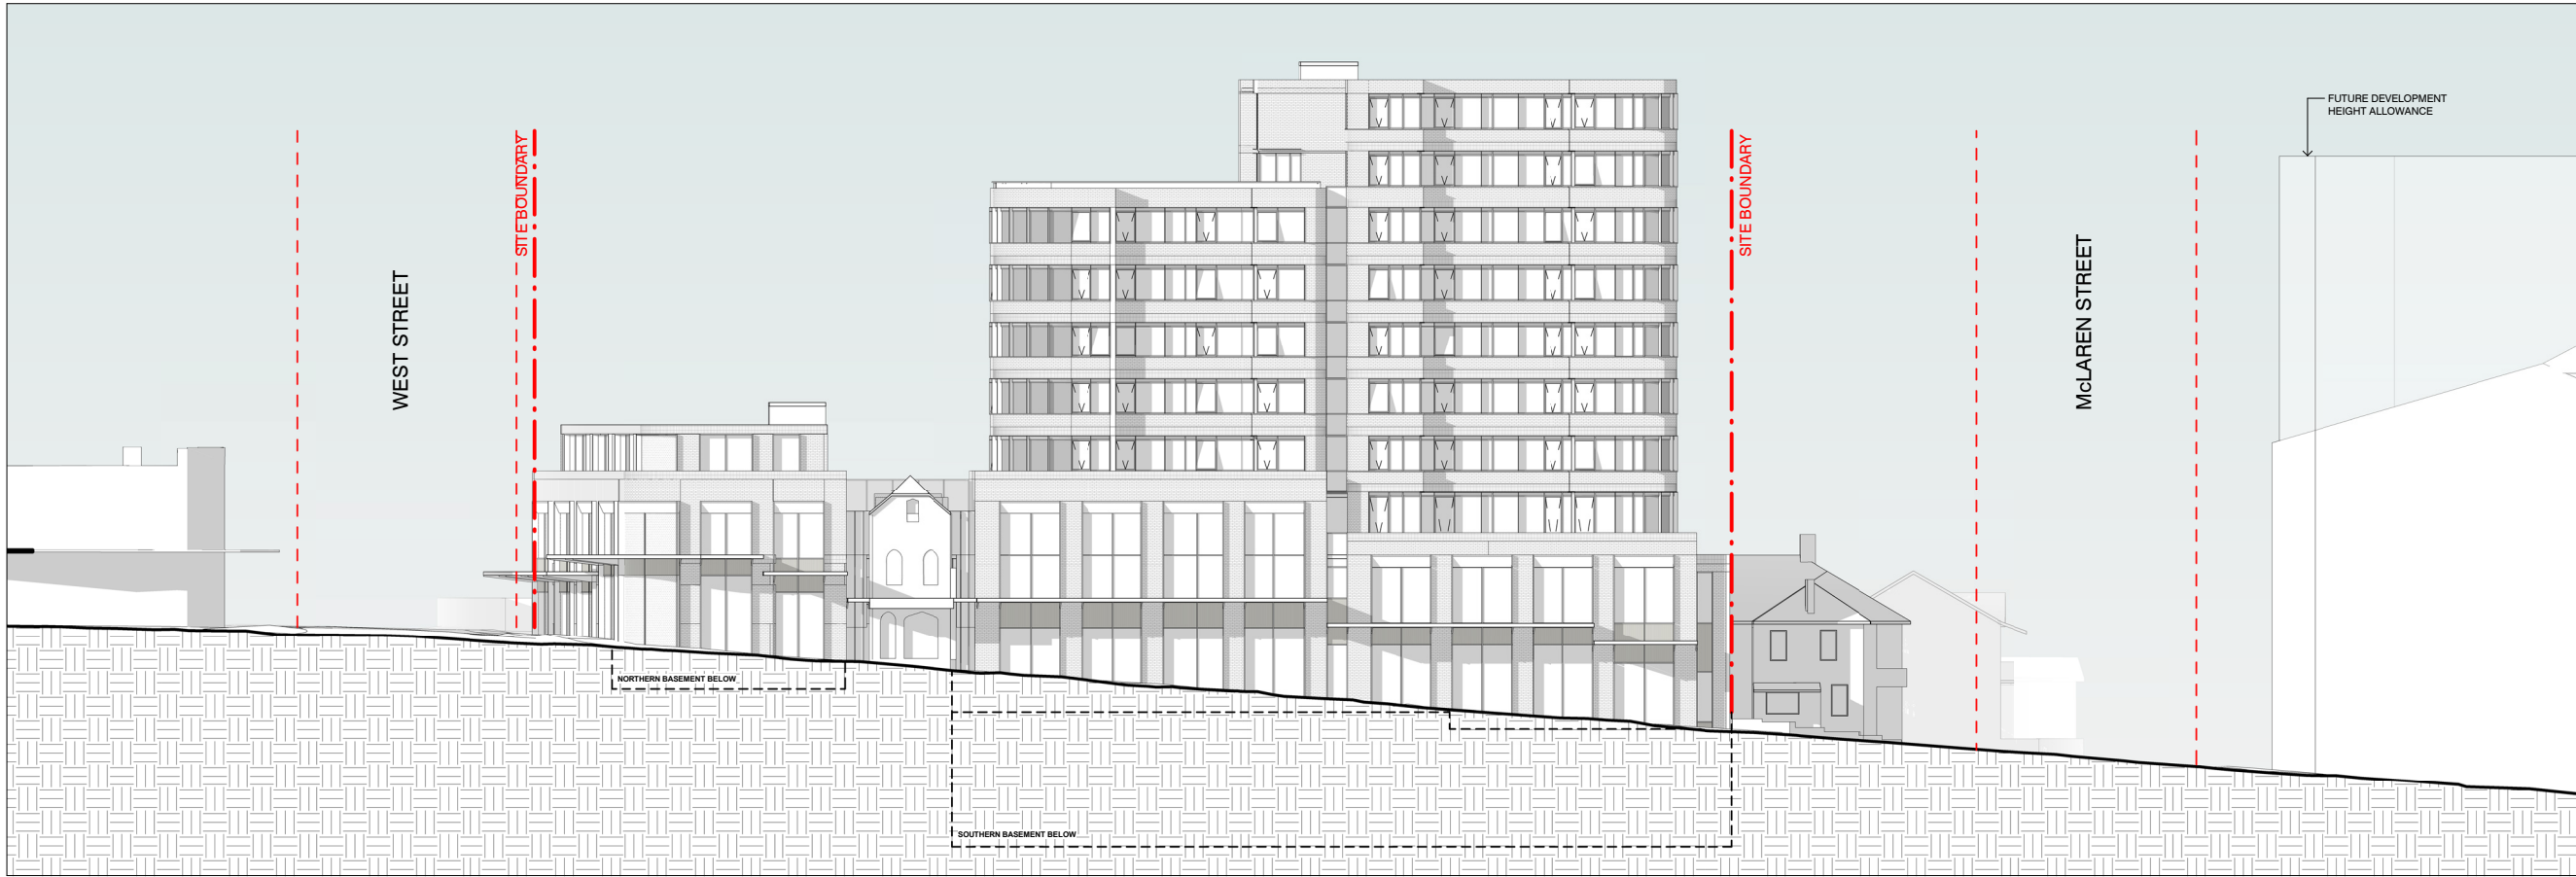 FUTURE DEVELOPMENT
HEIGHT ALLOWANCE
SITE BOUNDARY
SITE BOUNDARY
WEST STREET
McLAREN STREET
NORTHERN BASEMENT BELOW
SOUTHERN BASEMENT BELOW